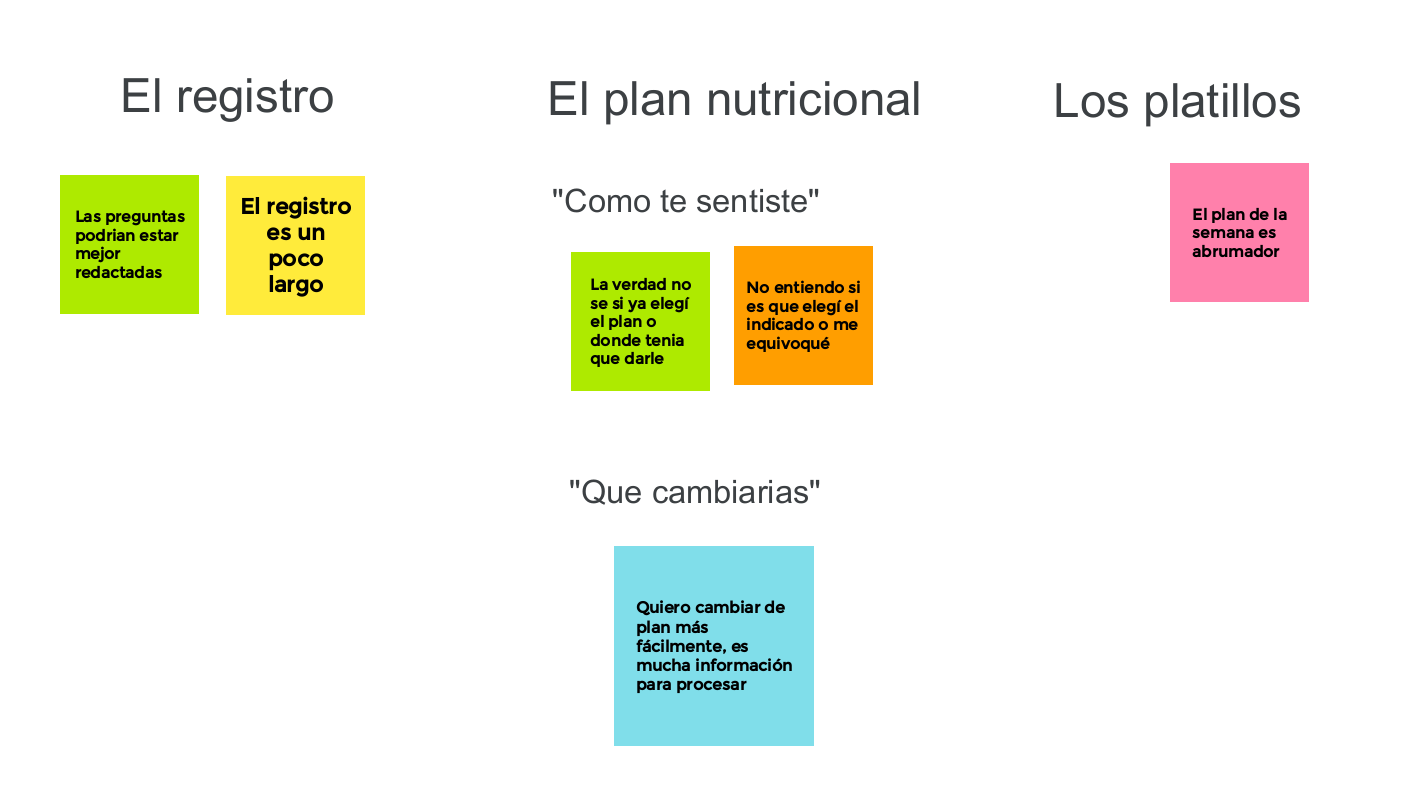 El registro
Las preguntas
podrian estar
mejor
redactadas
El registro
es un
poco
largo
El plan nutricional
"Como te sentiste"
La verdad no
se si ya elegí
el plan o
donde tenia
que darle
No entiendo si
es que elegí el
indicado o me
equivoqué
"Que cambiarias"
Quiero cambiar de
plan más
fácilmente, es
mucha información
para procesar
Los platillos
El plan de la
semana es
abrumador